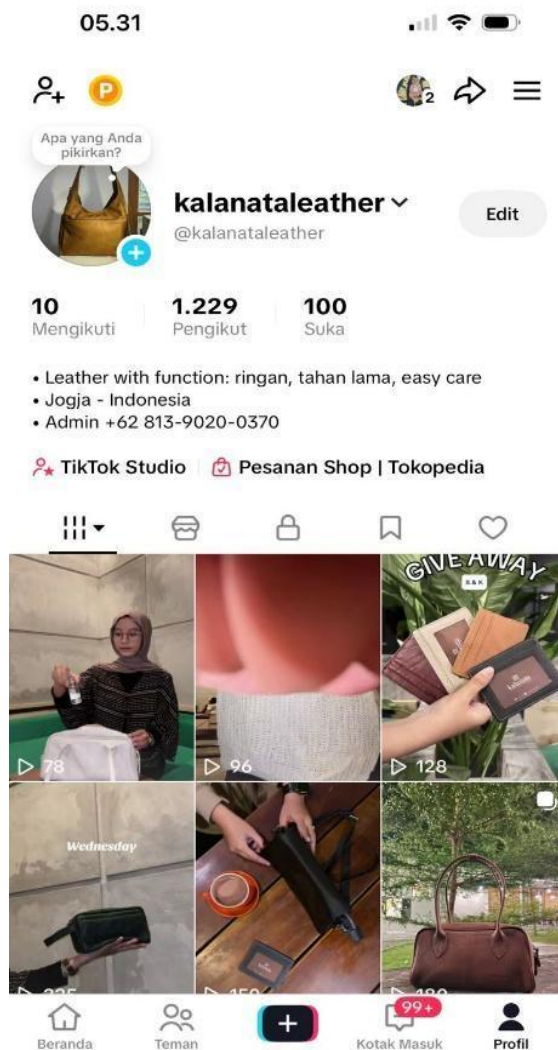 05.31
P
2
Apa yang Anda
pikirkan?
kalanataleather
Edit
@kalanataleather
10 1.229 100
Mengikuti Pengikut Suka
• Leather with function: ringan, tahan lama, easy care
• Jogja - Indonesia
• Admin +62 813-9020-0370
TikTok Studio Pesanan Shop | Tokopedia
GIVE AWAY
S & K
78 96 128
Wednesday
99+
Beranda Teman Kotak Masuk Profil